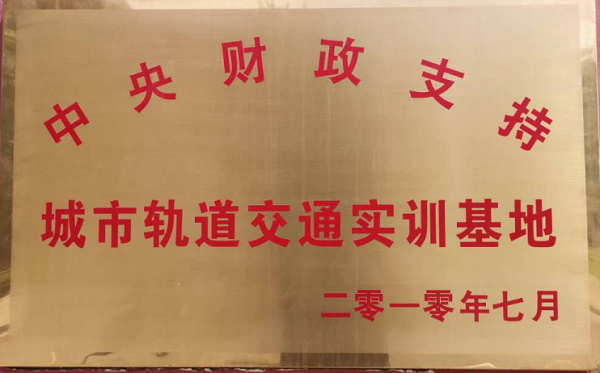 中央财政支持
城市轨道交通实训基地
二零一零年七月